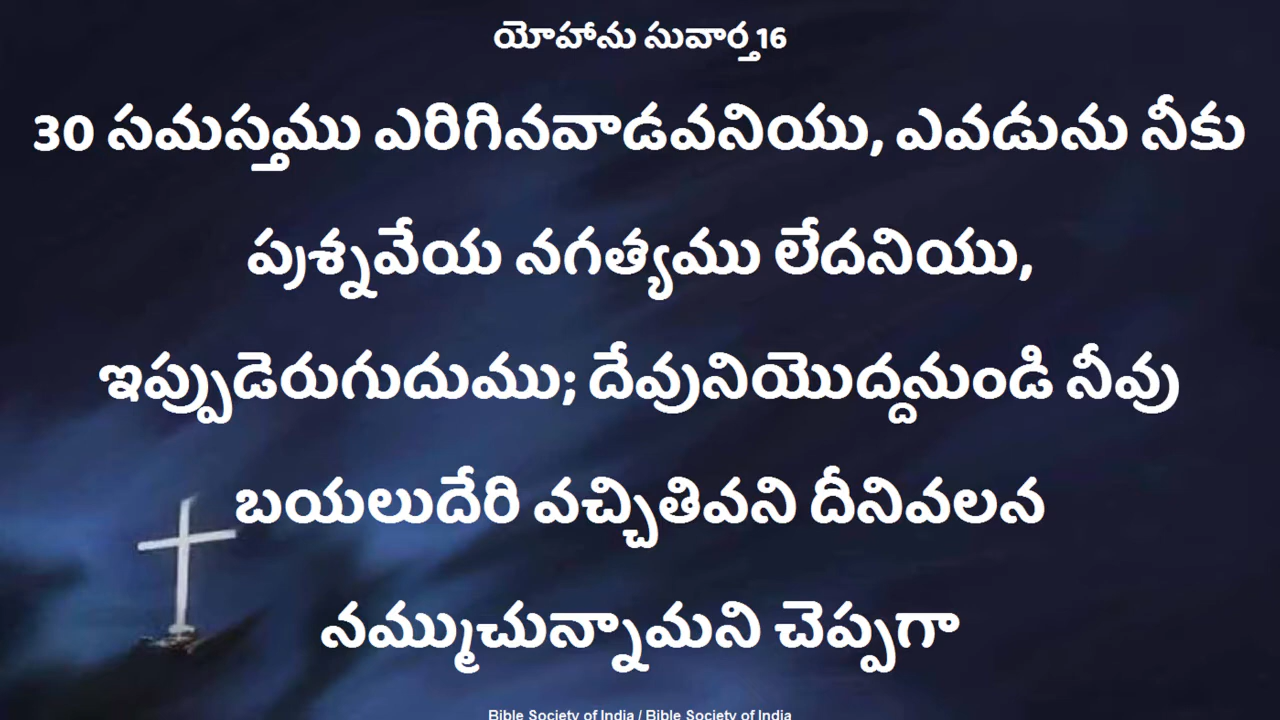 యోహాను సువార్త 16
30 సమస్తము ఎరిగినవాడవనియు, ఎవడును నీకు
ప్రశ్నవేయ నగత్యము లేదనియు,
ఇప్పుడెరుగుదుము; దేవునియొద్దనుండి నీవు
బయలుదేరి వచ్చితివని దీనివలన
నమ్ముచున్నామని చెప్పగా
Bible Society of India / Bible Society of India